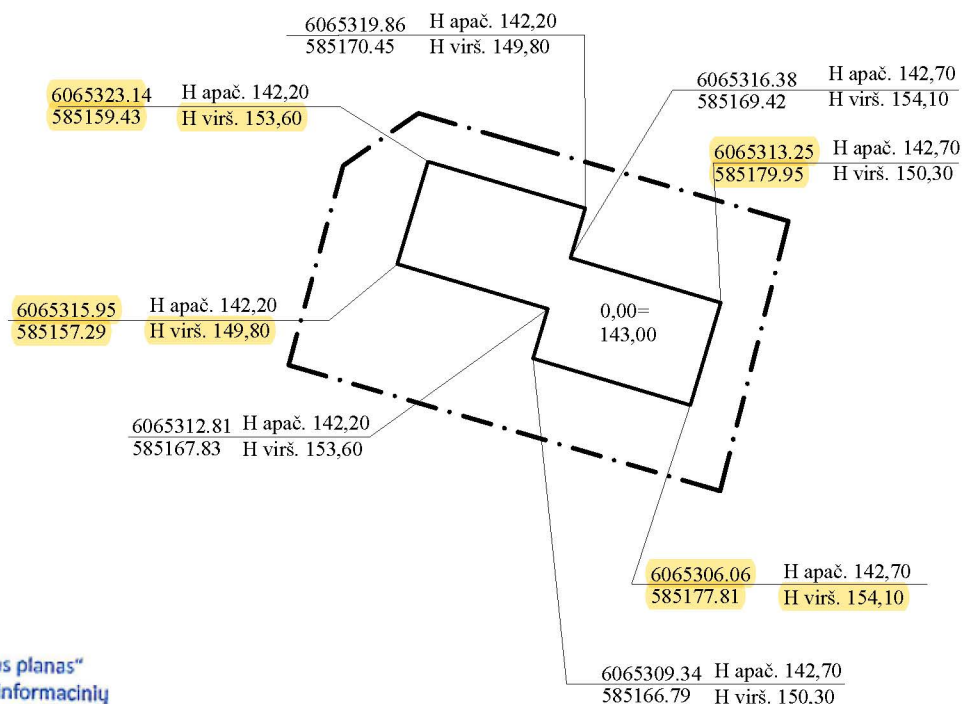 6065319.86 H apač. 142,20
585170.45 H virš. 149,80
6065316.38 H apač. 142,70
585169.42 H virš. 154,10
6065323.14 H apač. 142,20
585159.43 H virš. 153,60
6065313.25 H apač. 142,70
585179.95 H virš. 150,30
6065315.95 H apač. 142,20
585157.29 H virš. 149,80
0,00=
143,00
6065312.81 H apač. 142,20
585167.83 H virš. 153,60
6065306.06 H apač. 142,70
585177.81 H virš. 154,10
s planas“
informacinių
6065309.34 H apač. 142,70
585166.79 H virš. 150,30